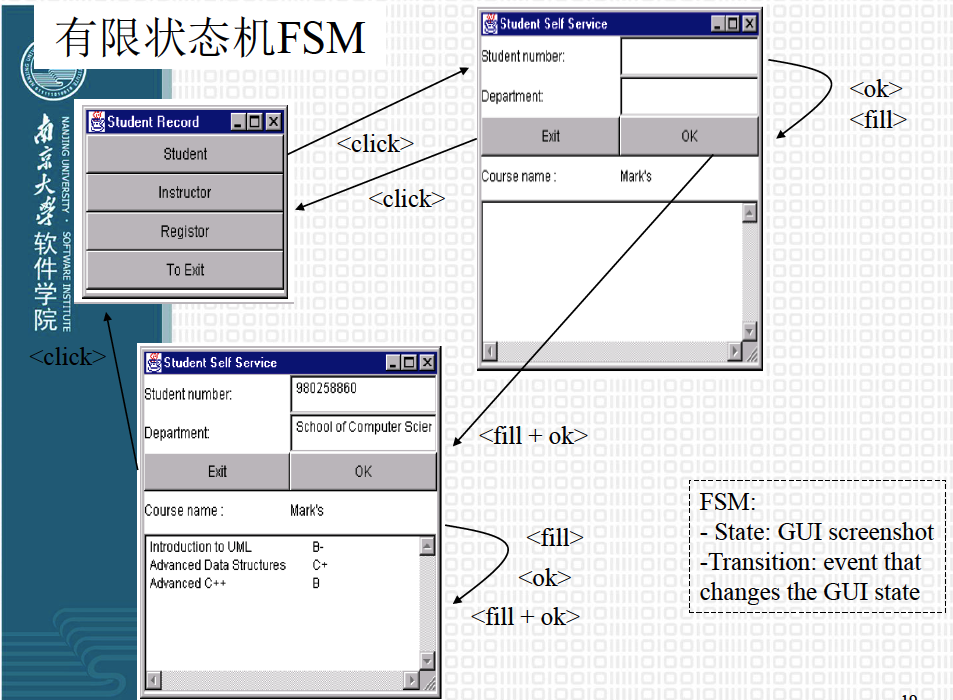 有限状态机FSM
NANJING UNIVERSITY · SOFTWARE INSTITUTE
南京大学软件学院
Student Record
Student
Instructor
Registor
To Exit
<click>
<click>
Student Self Service
Student number:
Department:
Exit OK
Course name : Mark's
<ok>
<fill>
<click>
Student Self Service
Student number: 980258860
Department: School of Computer Scier
Exit OK
Course name : Mark's
Introduction to UML B-
Advanced Data Structures C+
Advanced C++ B
<fill + ok>
<fill>
<ok>
<fill + ok>
FSM:
- State: GUI screenshot
-Transition: event that
changes the GUI state